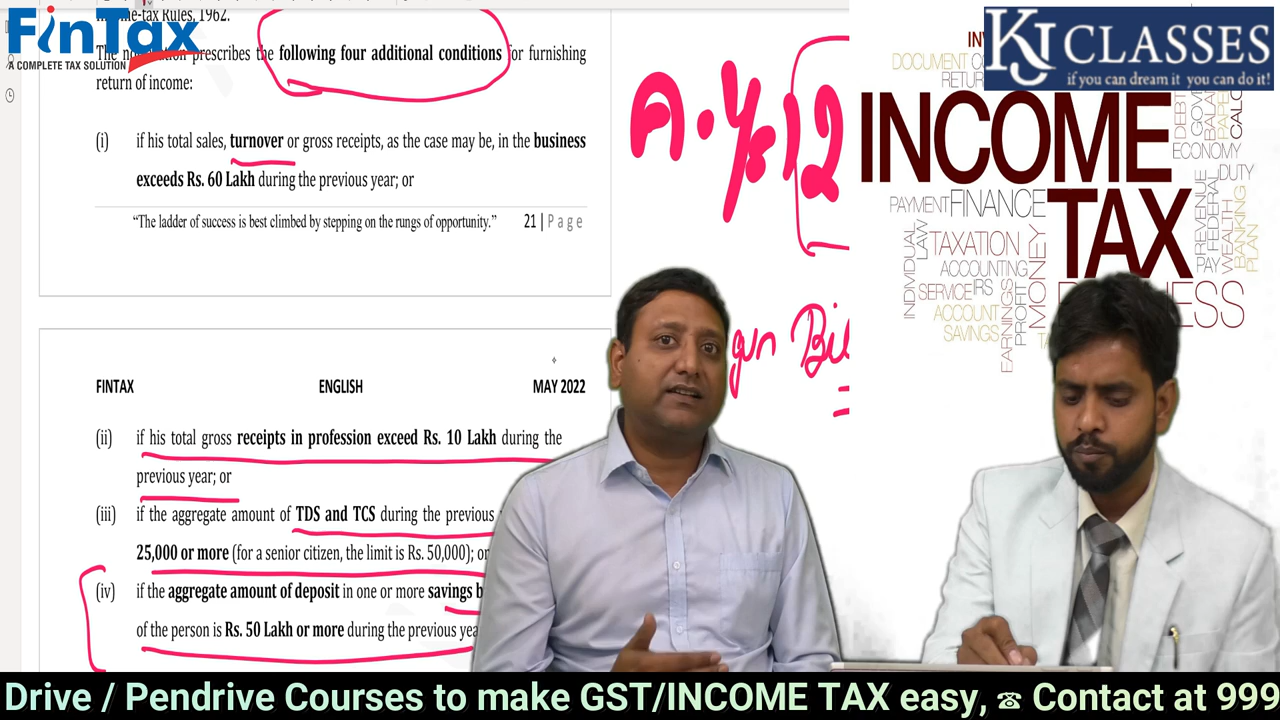 FinTax
A COMPLETE TAX SOLUTION
Income-tax Rules, 1962.
prescribes the following four additional conditions for furnishing
return of income:
(i) if his total sales, turnover or gross receipts, as the case may be, in the business
exceeds Rs. 60 Lakh during the previous year; or
“The ladder of success is best climbed by stepping on the rungs of opportunity.” 21 | Page
FINTAX ENGLISH MAY 2022
(ii) if his total gross receipts in profession exceed Rs. 10 Lakh during the
previous year; or
(iii) if the aggregate amount of TDS and TCS during the previous
25,000 or more (for a senior citizen, the limit is Rs. 50,000); or
(iv) if the aggregate amount of deposit in one or more savings b
of the person is Rs. 50 Lakh or more during the previous yea
A.Y.
KJ CLASSES
if you can dream it you can do it!
DOCUMENT
INCOME
TAX
ECONOMY
DUTY
PAYMENT
FINANCE
INDIVIDUAL
LAW
TAXATION
ACCOUNTING
SERVICE
IRS
ACCOUNT
SAVINGS
EARNINGS
PROFIT
MONEY
REVENUE
FEDERAL
PAY
WEALTH
BANKING
PLAN
DEBT
Drive / Pendrive Courses to make GST/INCOME TAX easy, ☎ Contact at 999